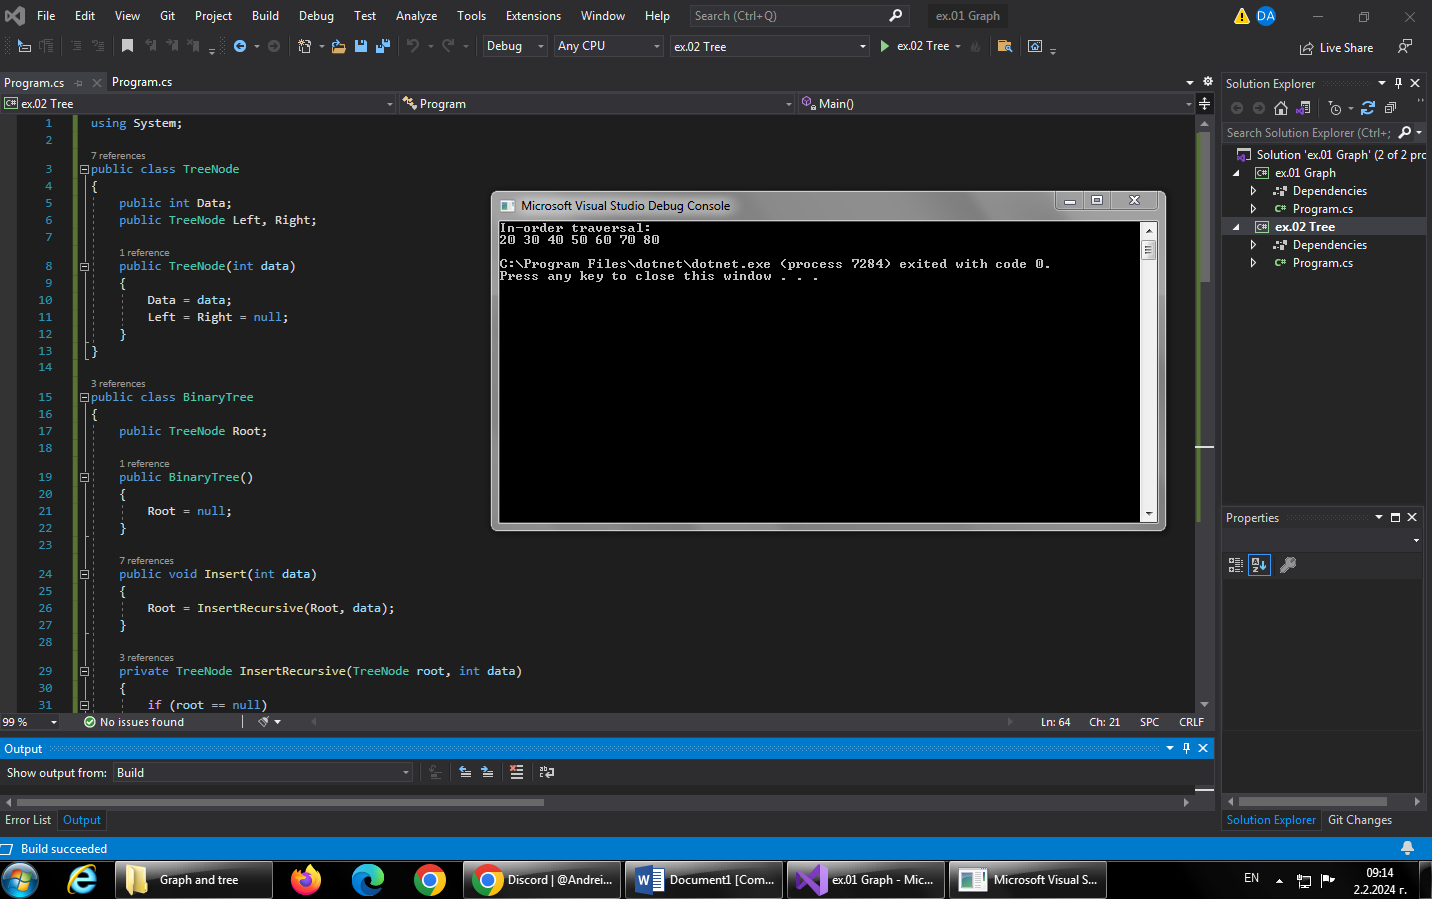 File Edit View Git Project Build Debug Test Analyze Tools Extensions Window Help Search (Ctrl+Q) ex.01 Graph DA
Debug Any CPU ex.02 Tree ex.02 Tree Live Share
Program.cs Program.cs
C# ex.02 Tree Program Main()
1 using System;
2
7 references
3 public class TreeNode
4 {
5 public int Data;
6 public TreeNode Left, Right;
7
1 reference
8 public TreeNode(int data)
9 {
10 Data = data;
11 Left = Right = null;
12 }
13 }
14
3 references
15 public class BinaryTree
16 {
17 public TreeNode Root;
18
1 reference
19 public BinaryTree()
20 {
21 Root = null;
22 }
23
7 references
24 public void Insert(int data)
25 {
26 Root = InsertRecursive(Root, data);
27 }
28
3 references
29 private TreeNode InsertRecursive(TreeNode root, int data)
30 {
31 if (root == null)
99 % No issues found Ln: 64 Ch: 21 SPC CRLF
Microsoft Visual Studio Debug Console
In-order traversal:
20 30 40 50 60 70 80
C:\Program Files\dotnet\dotnet.exe (process 7284) exited with code 0.
Press any key to close this window . . .
Solution Explorer
Search Solution Explorer (Ctrl+;
Solution 'ex.01 Graph' (2 of 2 pro
C# ex.01 Graph
Dependencies
C# Program.cs
C# ex.02 Tree
Dependencies
C# Program.cs
Properties
Output
Show output from: Build
Error List Output
Solution Explorer Git Changes
Build succeeded
Graph and tree Discord | @Andrei... Document1 [Com... ex.01 Graph - Mic... Microsoft Visual S... EN 09:14
2.2.2024 г.